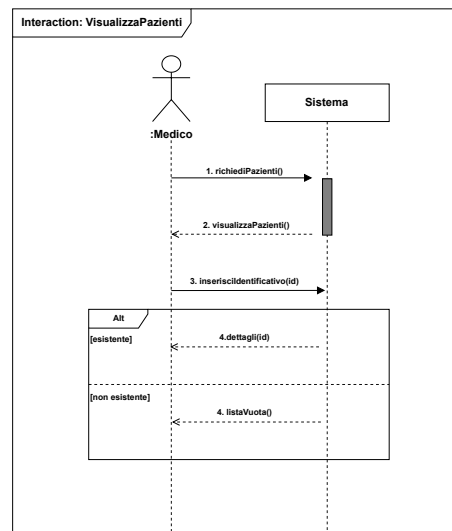 Interaction: VisualizzaPazienti
Sistema
:Medico
1. richiediPazienti()
2. visualizzaPazienti()
3. inserisciIdentificativo(id)
Alt
[esistente]
4.dettagli(id)
[non esistente]
4. listaVuota()